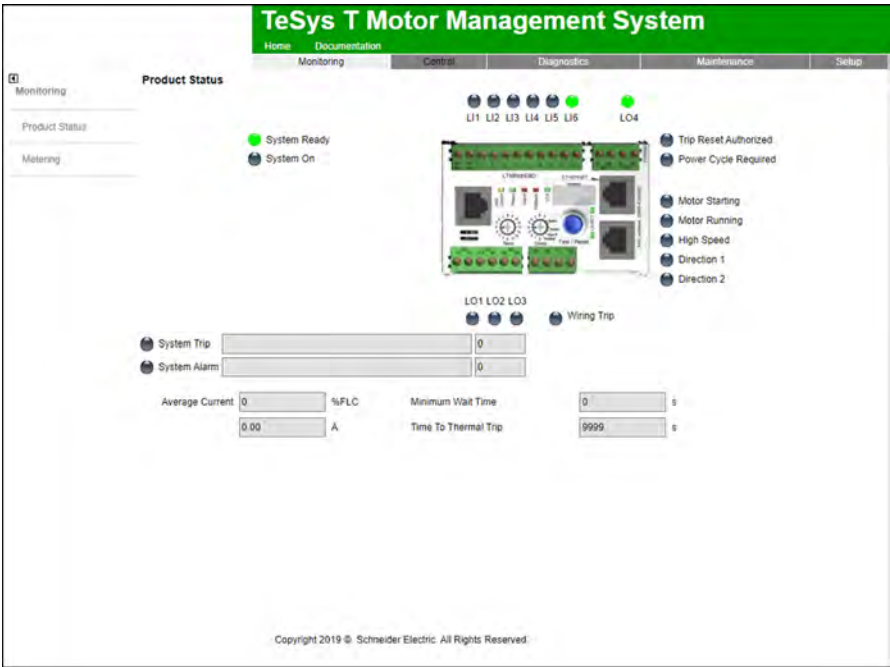 TeSys T Motor Management System
Home Documentation
Monitoring Control Diagnostics Maintenance Setup
Monitoring
Product Status
Metering
Product Status
LI1 LI2 LI3 LI4 LI5 LI6 LO4
System Ready
System On
Trip Reset Authorized
Power Cycle Required
Motor Starting
Motor Running
High Speed
Direction 1
Direction 2
Test / Reset
LO1 LO2 LO3
Wiring Trip
System Trip 0
System Alarm 0
Average Current 0 %FLC Minimum Wait Time 0 s
0.00 A Time To Thermal Trip 9999 s
Copyright 2019 © Schneider Electric. All Rights Reserved.